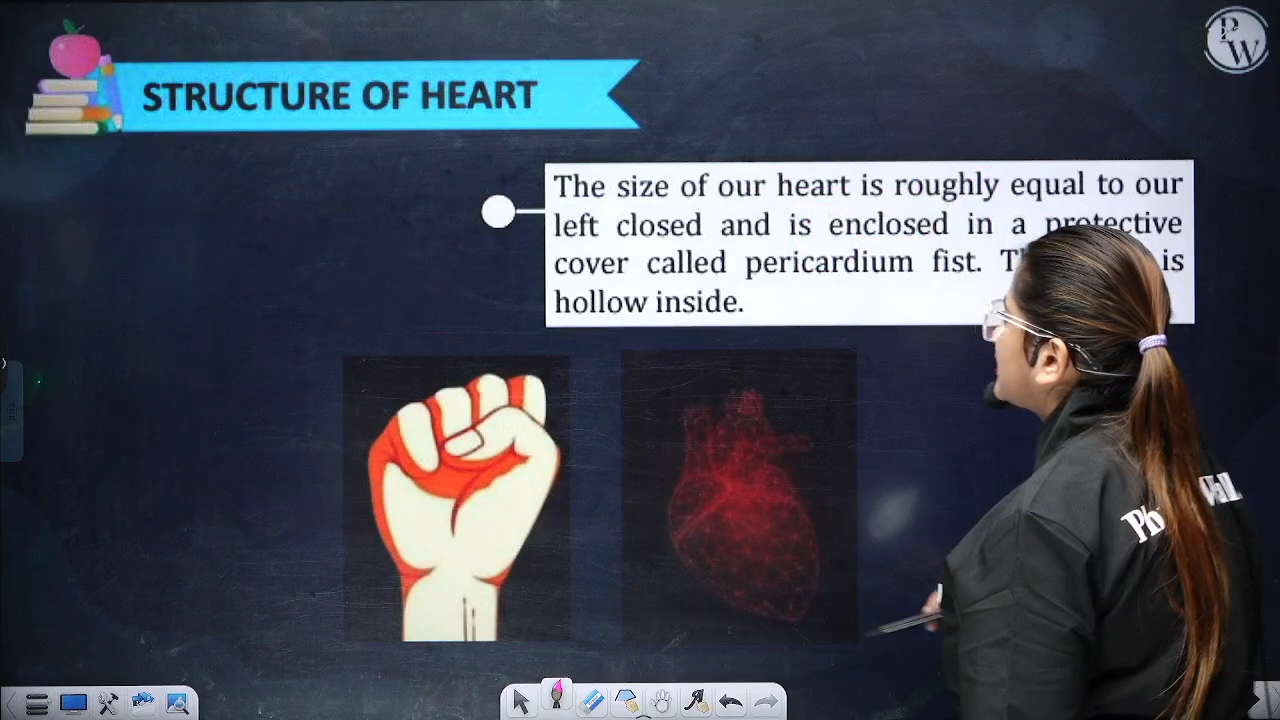 STRUCTURE OF HEART
P
W
The size of our heart is roughly equal to our
left closed and is enclosed in a protective
cover called pericardium fist. is
hollow inside.